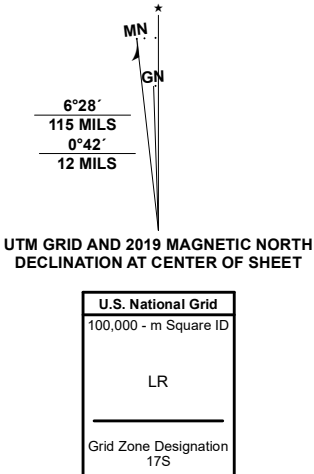 ★
MN
GN
6°28´
115 MILS
0°42´
12 MILS
UTM GRID AND 2019 MAGNETIC NORTH
DECLINATION AT CENTER OF SHEET
U.S. National Grid
100,000 - m Square ID
LR
Grid Zone Designation
17S